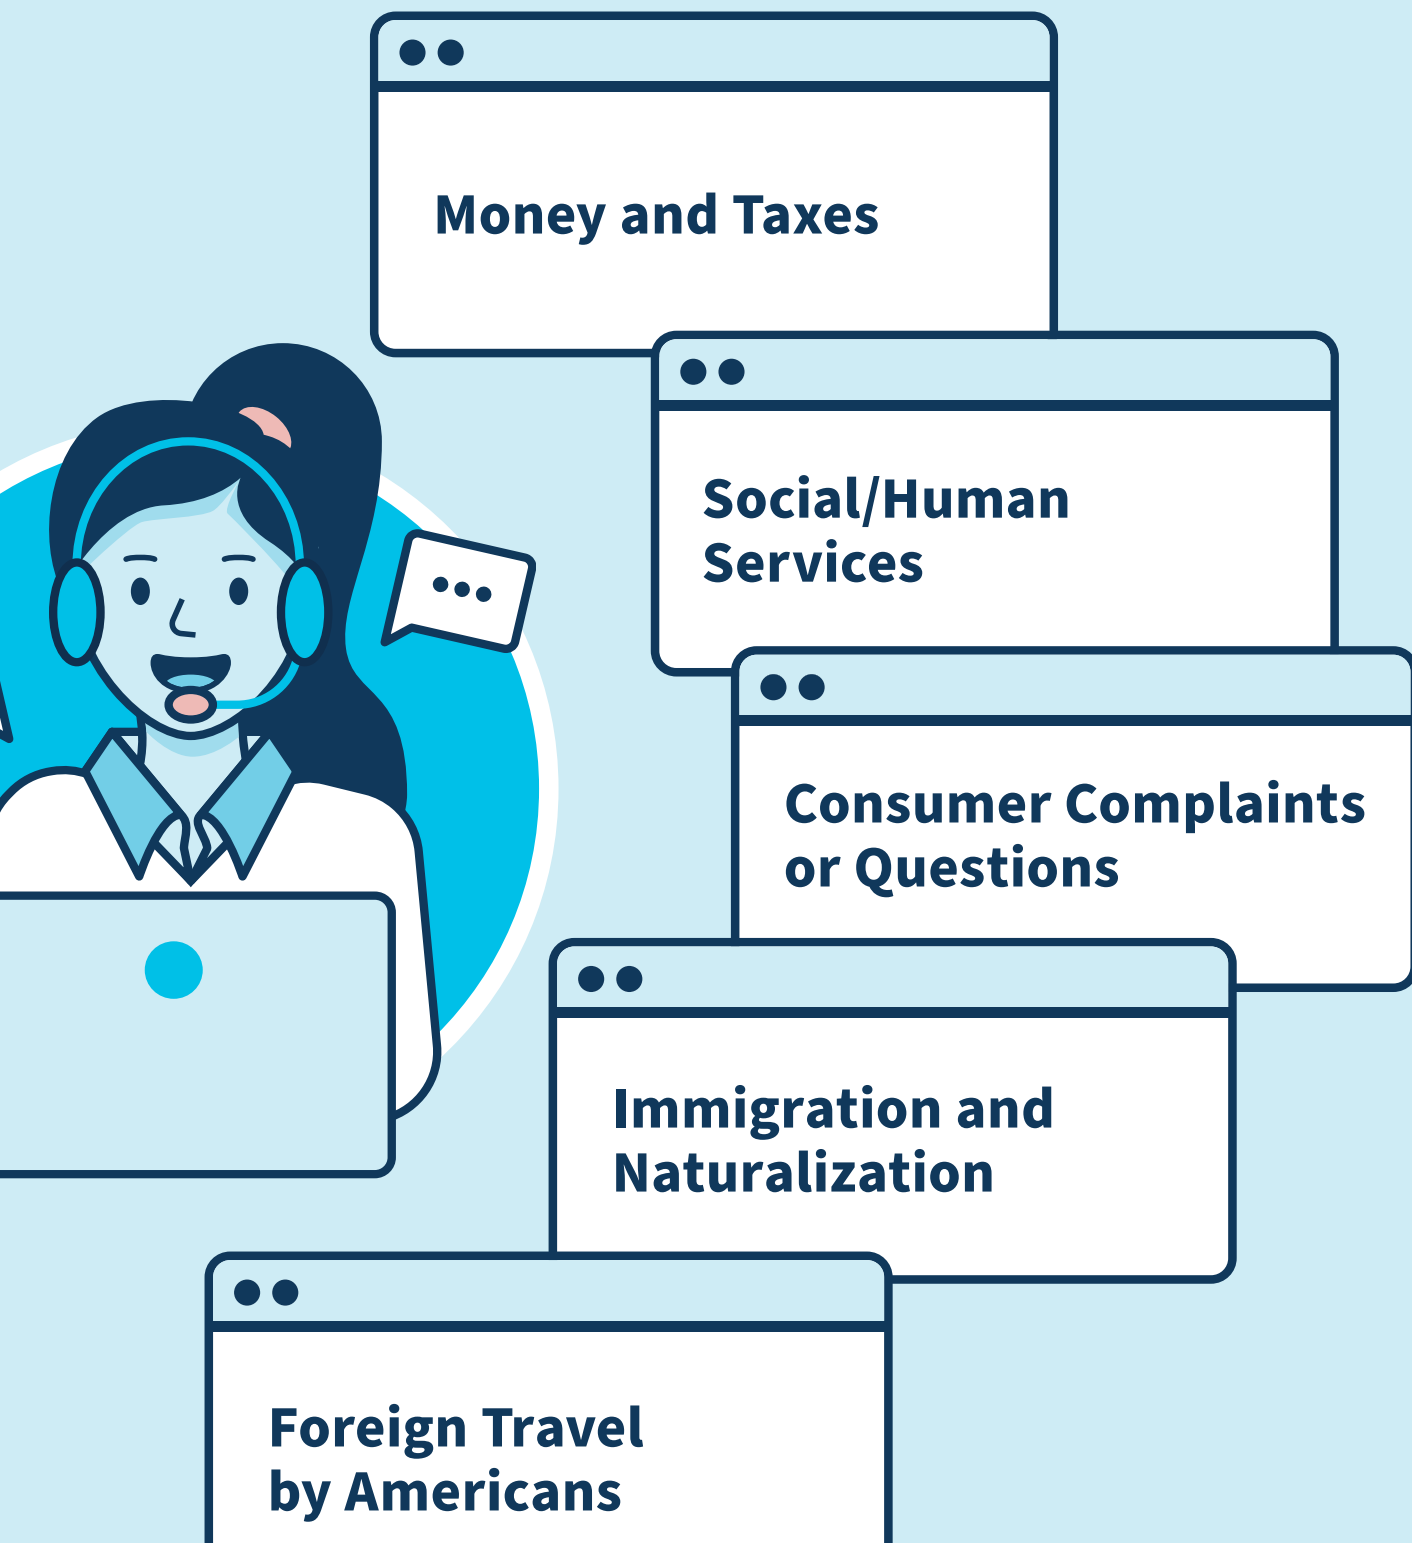 Money and Taxes
Social/Human
Services
Consumer Complaints
or Questions
Immigration and
Naturalization
Foreign Travel
by Americans